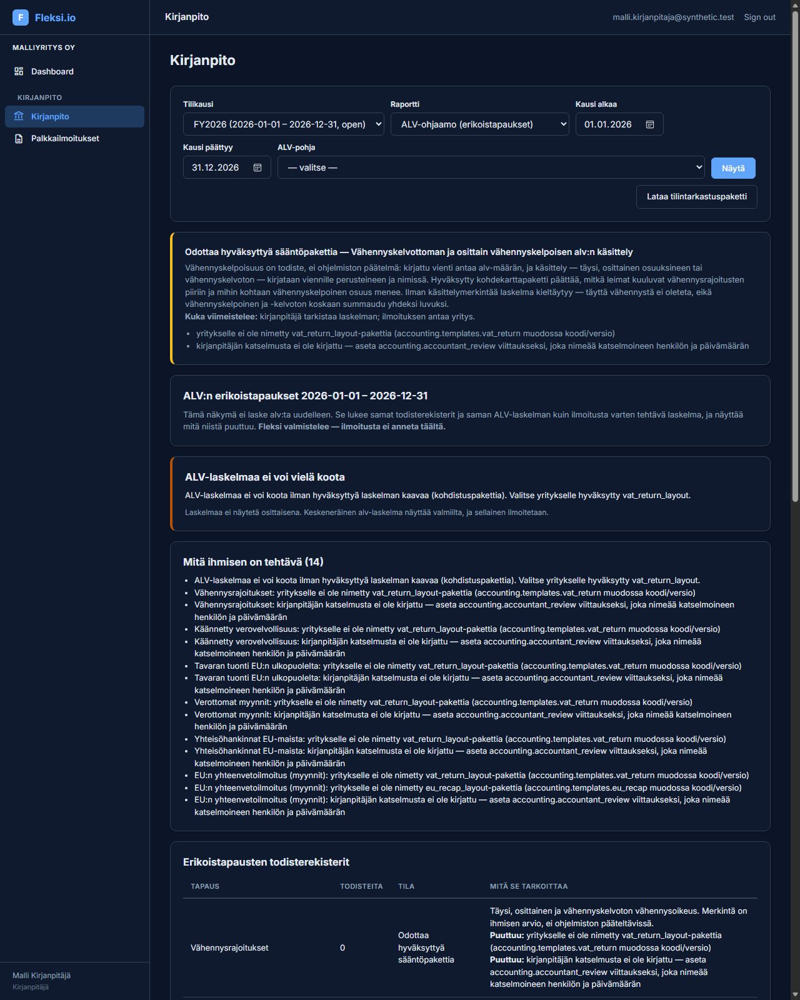 F Fleksi.io
Kirjanpito
malli.kirjanpitaja@synthetic.test Sign out
MALLIYRITYS OY
Dashboard
KIRJANPITO
Kirjanpito
Palkkailmoitukset
Kirjanpito
Tilikausi
Raportti
Kausi alkaa
FY2026 (2026-01-01 – 2026-12-31, open)
ALV-ohjaamo (erikoistapaukset)
01.01.2026
Kausi päättyy
ALV-pohja
31.12.2026
— valitse —
Näytä
Lataa tilintarkastuspaketti
Odottaa hyväksyttyä sääntöpakettia — Vähennyskelvottoman ja osittain vähennyskelpoisen alv:n käsittely
Vähennyskelpoisuus on todiste, ei ohjelmiston päätelmä: kirjattu vienti antaa alv-määrän, ja käsittely — täysi, osittainen osuuksineen tai
vähennyskelvoton — kirjataan viennille perusteineen ja nimissä. Hyväksytty kohdekarttapaketti päättää, mitkä leimat kuuluvat vähennysrajoitusten
piiriin ja mihin kohtaan vähennyskelpoinen osuus menee. Ilman käsittelymerkintää laskelma kieltäytyy — täyttä vähennystä ei oleteta, eikä
vähennyskelpoinen ja -kelvoton koskaan summaudu yhdeksi luvuksi.
Kuka viimeistelee: kirjanpitäjä tarkistaa laskelman; ilmoituksen antaa yritys.
• yritykselle ei ole nimetty vat_return_layout-pakettia (accounting.templates.vat_return muodossa koodi/versio)
• kirjanpitäjän katselmusta ei ole kirjattu — aseta accounting.accountant_review viittaukseksi, joka nimeää katselmoineen henkilön ja päivämäärän
ALV:n erikoistapaukset 2026-01-01 – 2026-12-31
Tämä näkymä ei laske alv:ta uudelleen. Se lukee samat todisterekisterit ja saman ALV-laskelman kuin ilmoitusta varten tehtävä laskelma, ja näyttää
mitä niistä puuttuu. Fleksi valmistelee — ilmoitusta ei anneta täältä.
ALV-laskelmaa ei voi vielä koota
ALV-laskelmaa ei voi koota ilman hyväksyttyä laskelman kaavaa (kohdistuspakettia). Valitse yritykselle hyväksytty vat_return_layout.
Laskelmaa ei näytetä osittaisena. Keskeneräinen alv-laskelma näyttää valmiilta, ja sellainen ilmoitetaan.
Mitä ihmisen on tehtävä (14)
• ALV-laskelmaa ei voi koota ilman hyväksyttyä laskelman kaavaa (kohdistuspakettia). Valitse yritykselle hyväksytty vat_return_layout.
• Vähennysrajoitukset: yritykselle ei ole nimetty vat_return_layout-pakettia (accounting.templates.vat_return muodossa koodi/versio)
• Vähennysrajoitukset: kirjanpitäjän katselmusta ei ole kirjattu — aseta accounting.accountant_review viittaukseksi, joka nimeää katselmoineen
henkilön ja päivämäärän
• Käännetty verovelvollisuus: yritykselle ei ole nimetty vat_return_layout-pakettia (accounting.templates.vat_return muodossa koodi/versio)
• Käännetty verovelvollisuus: kirjanpitäjän katselmusta ei ole kirjattu — aseta accounting.accountant_review viittaukseksi, joka nimeää
katselmoineen henkilön ja päivämäärän
• Tavaran tuonti EU:n ulkopuolelta: yritykselle ei ole nimetty vat_return_layout-pakettia (accounting.templates.vat_return muodossa koodi/versio)
• Tavaran tuonti EU:n ulkopuolelta: kirjanpitäjän katselmusta ei ole kirjattu — aseta accounting.accountant_review viittaukseksi, joka nimeää
katselmoineen henkilön ja päivämäärän
• Verottomat myynnit: yritykselle ei ole nimetty vat_return_layout-pakettia (accounting.templates.vat_return muodossa koodi/versio)
• Verottomat myynnit: kirjanpitäjän katselmusta ei ole kirjattu — aseta accounting.accountant_review viittaukseksi, joka nimeää katselmoineen
henkilön ja päivämäärän
• Yhteisöhankinnat EU-maista: yritykselle ei ole nimetty vat_return_layout-pakettia (accounting.templates.vat_return muodossa koodi/versio)
• Yhteisöhankinnat EU-maista: kirjanpitäjän katselmusta ei ole kirjattu — aseta accounting.accountant_review viittaukseksi, joka nimeää
katselmoineen henkilön ja päivämäärän
• EU:n yhteenvetoilmoitus (myynnit): yritykselle ei ole nimetty vat_return_layout-pakettia (accounting.templates.vat_return muodossa koodi/versio)
• EU:n yhteenvetoilmoitus (myynnit): yritykselle ei ole nimetty eu_recap_layout-pakettia (accounting.templates.eu_recap muodossa koodi/versio)
• EU:n yhteenvetoilmoitus (myynnit): kirjanpitäjän katselmusta ei ole kirjattu — aseta accounting.accountant_review viittaukseksi, joka nimeää
katselmoineen henkilön ja päivämäärän
Erikoistapausten todisterekisterit
TAPAUS TODISTEITA TILA MITÄ SE TARKOITTAA
Vähennysrajoitukset
0
Odottaa
hyväksyttyä
sääntöpakettia
Täysi, osittainen ja vähennyskelvoton vähennysoikeus. Merkintä on
ihmisen arvio, ei ohjelmiston pääteltävissä.
Puuttuu: yritykselle ei ole nimetty vat_return_layout-pakettia
(accounting.templates.vat_return muodossa koodi/versio)
Puuttuu: kirjanpitäjän katselmusta ei ole kirjattu — aseta
accounting.accountant_review viittaukseksi, joka nimeää
katselmoineen henkilön ja päivämäärän
Malli Kirjanpitäjä
Kirjanpitäjä